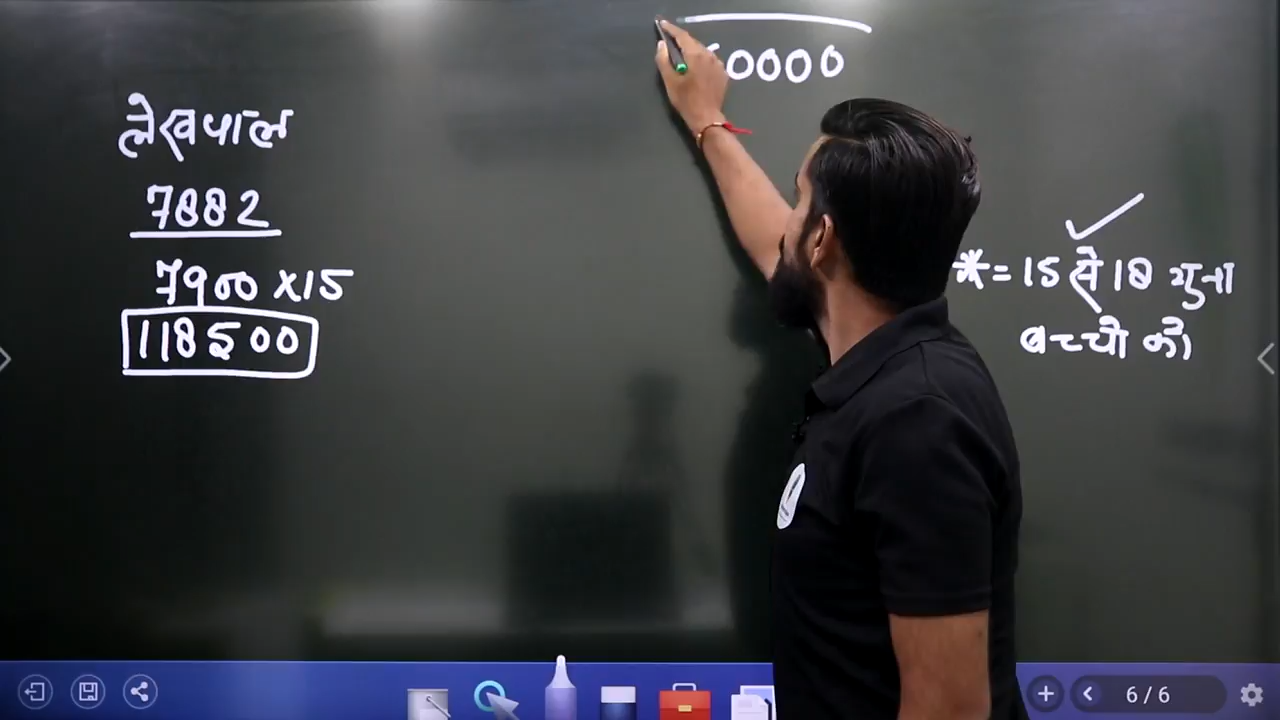 0000
लेखपाल
7882
7900 X15
118500
*= 15 से 18 गुना
बच्चो को
6 / 6